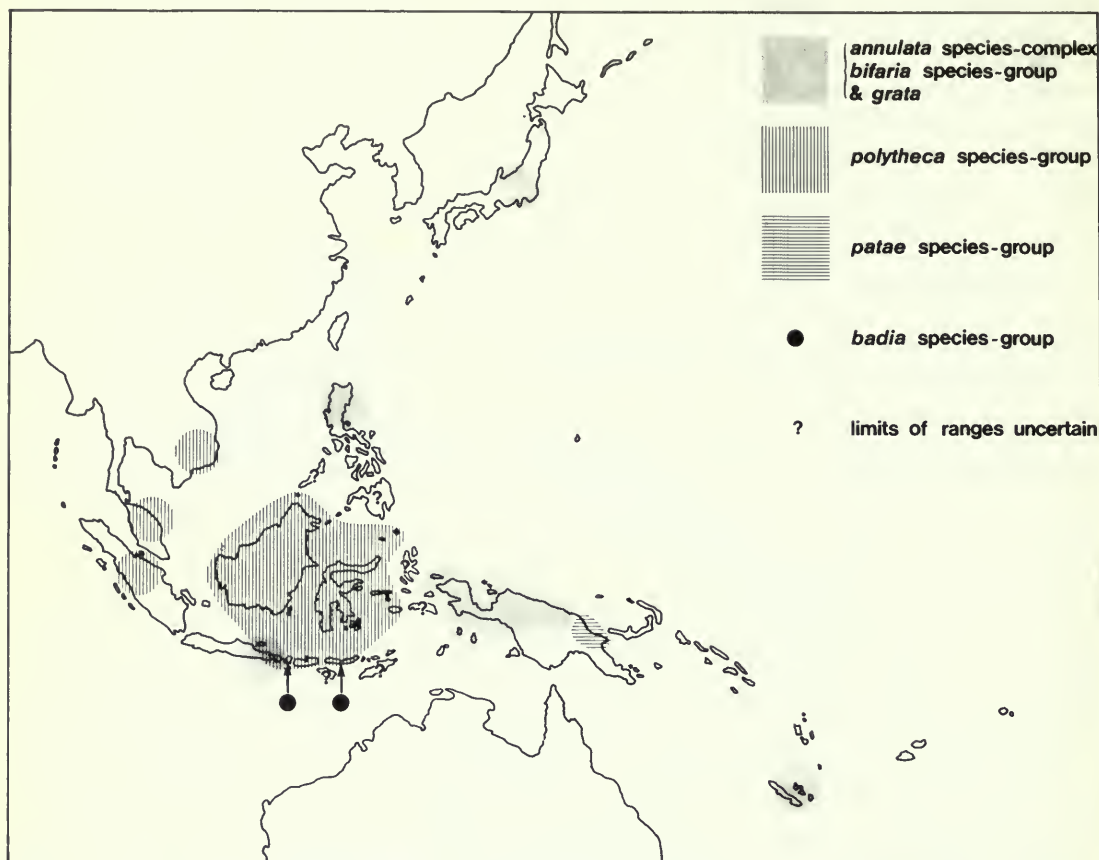 annulata species-complex
bifaria species-group
& grata
polytheca species-group
patae species-group
badia species-group
? limits of ranges uncertain
?
?
?
?